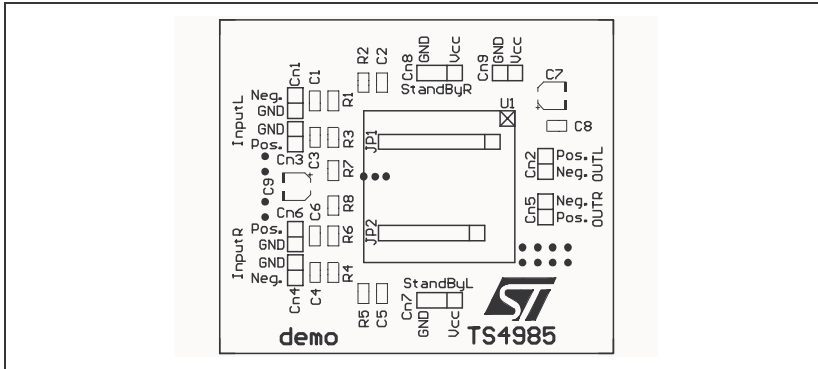 R2
C2
Cn8
GND
Vcc
StandByR
Cn9
GND
Vcc
C7
C8
U1
Cn1
C1
R1
InputL
Neg.
GND
GND
Pos.
Cn3
C3
R3
JP1
R7
C9
R8
Cn6
C6
R6
JP2
InputR
Pos.
GND
GND
Neg.
Cn4
C4
R4
Cn2
Pos.
Neg.
OUTL
Cn5
Neg.
Pos.
OUTR
R5
C5
StandByL
Cn7
GND
Vcc
ST
demo
TS4985